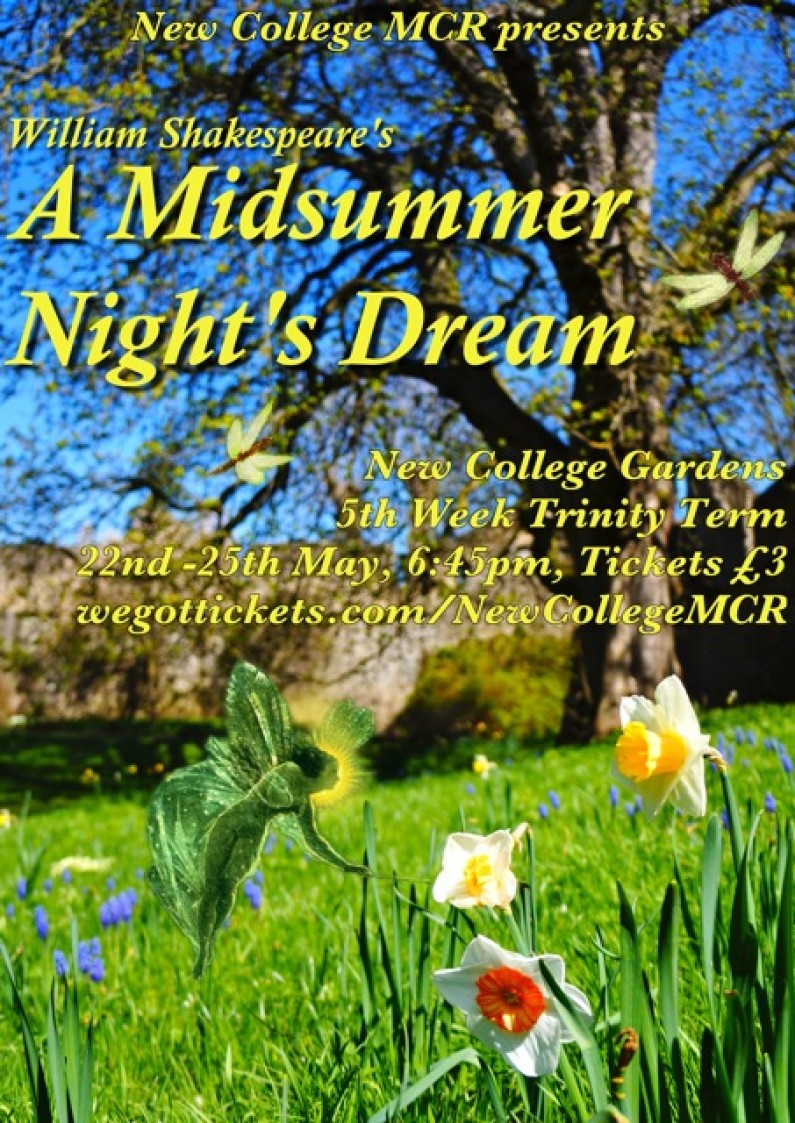 New College MCR presents
William Shakespeare's
A Midsummer
Night's Dream
New College Gardens
5th Week Trinity Term
22nd -25th May, 6:45pm, Tickets £3
wegottickets.com/NewCollegeMCR